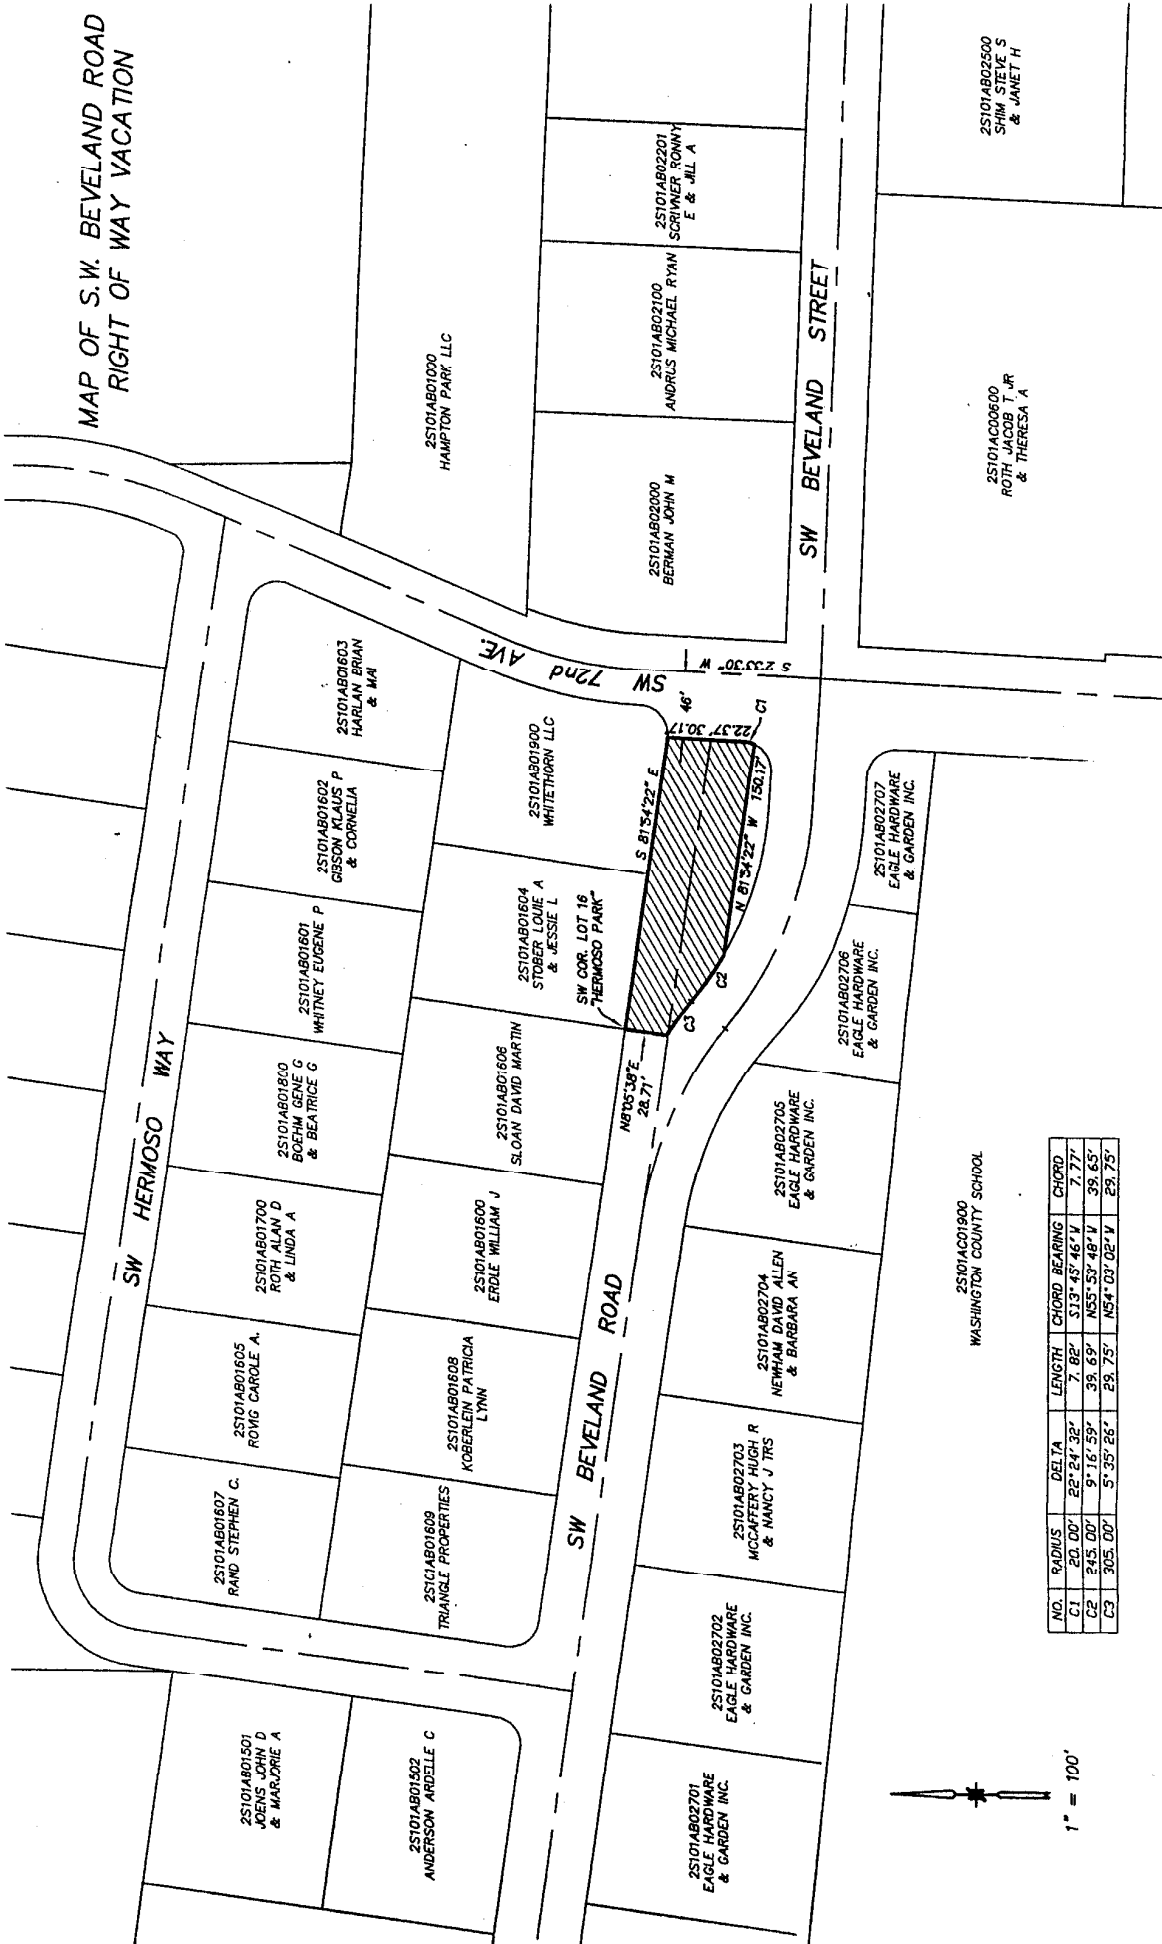 MAP OF S.W. BEVELAND ROAD
RIGHT OF WAY VACATION
2S101AB01501
JOENS JOHN D
& MARJORIE A
2S101AB01502
ANDERSON ARDELLE C
2S101AB01607
RAND STEPHEN C.
2S101AB01605
ROVIG CAROLE A.
2S101AB01700
ROTH ALAN D
& LINDA A
2S101AB01800
BOEHM GENE G
& BEATRICE G
2S101AB01601
WHITNEY EUGENE P
2S101AB01602
GIBSON KLAUS P
& CORNELIA
2S101AB01603
HARLAN BRIAN
& MAI
SW HERMOSO WAY
2S101AB01609
TRIANGLE PROPERTIES
2S101AB01608
KOBERLEIN PATRICIA
LYNN
2S101AB01600
ERDLE WILLIAM J
2S101AB01606
SLOAN DAVID MARTIN
2S101AB01604
STOBER LOUIE A
& JESSIE L
2S101AB01900
WHITETHORN LLC
SW 72nd AVE.
2S101AB01000
HAMPTON PARK LLC
2S101AB02000
BERMAN JOHN M
2S101AB02100
ANDRUS MICHAEL RYAN
2S101AB02201
SCRIVNER RONNY
E & JILL A
SW COR. LOT 16
"HERMOSO PARK"
N8°05'38"E
28.71'
S 81°54'22" E
46'
30.17'
22.37'
S 2°33'30" W
C1
N 81°54'22" W 150.17'
C2
C3
SW BEVELAND ROAD
SW BEVELAND STREET
2S101AB02701
EAGLE HARDWARE
& GARDEN INC.
2S101AB02702
EAGLE HARDWARE
& GARDEN INC.
2S101AB02703
MCCAFFERY HUGH R
& NANCY J TRS
2S101AB02704
NEWHAM DAVID ALLEN
& BARBARA AN
2S101AB02705
EAGLE HARDWARE
& GARDEN INC.
2S101AB02706
EAGLE HARDWARE
& GARDEN INC.
2S101AB02707
EAGLE HARDWARE
& GARDEN INC.
2S101AC00600
ROTH JACOB T JR
& THERESA A
2S101AB02500
SHIM STEVE S
& JANET H
2S101AC01900
WASHINGTON COUNTY SCHOOL
1" = 100'
NO. RADIUS DELTA LENGTH CHORD BEARING CHORD
C1 20.00' 22°24'32" 7.82' S13°45'46"W 7.77'
C2 245.00' 9°16'59" 39.69' N55°53'48"W 39.65'
C3 305.00' 5°35'26" 29.75' N54°03'02"W 29.75'